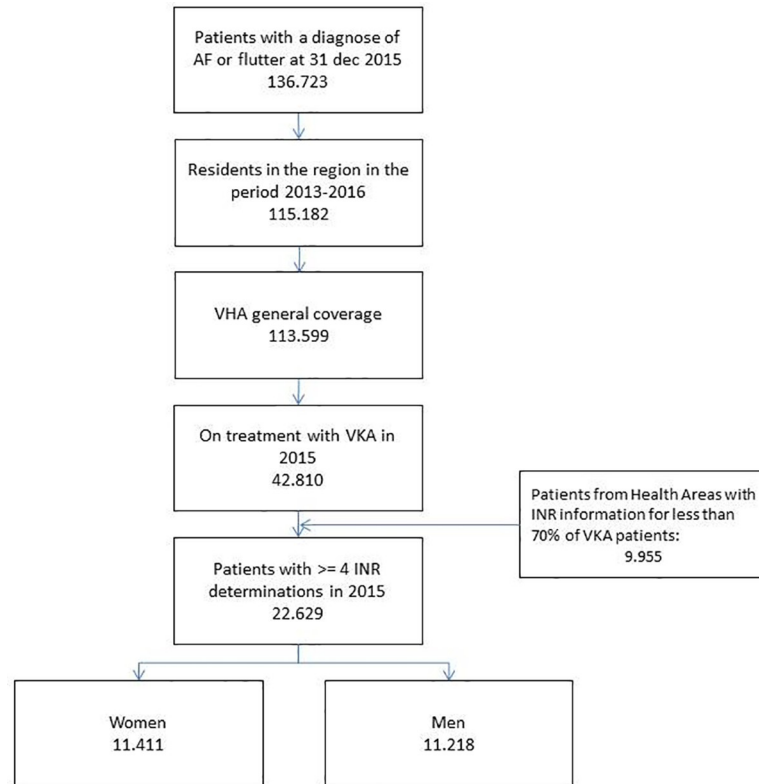 Patients with a diagnose of
AF or flutter at 31 dec 2015
136.723
Residents in the region in the
period 2013-2016
115.182
VHA general coverage
113.599
On treatment with VKA in
2015
42.810
Patients from Health Areas with
INR information for less than
70% of VKA patients:
9.955
Patients with >= 4 INR
determinations in 2015
22.629
Women
11.411
Men
11.218